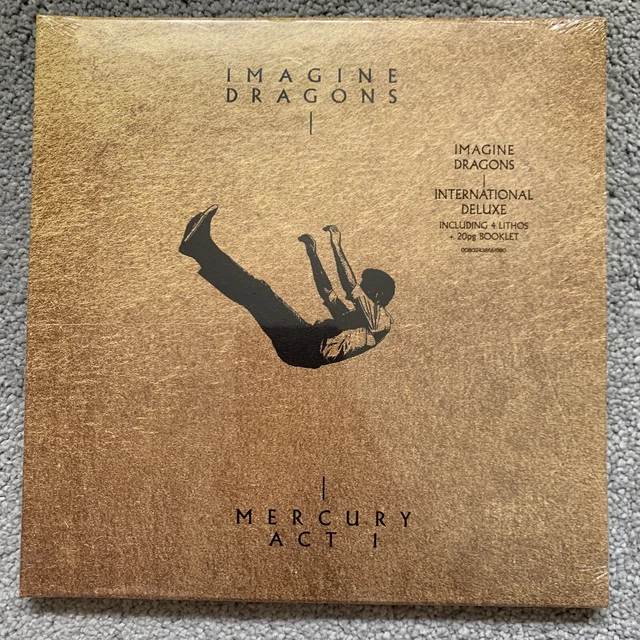 IMAGINE
DRAGONS
IMAGINE
DRAGONS
INTERNATIONAL
DELUXE
INCLUDING 4 LITHOS
+ 20pg BOOKLET
MERCURY
ACT 1